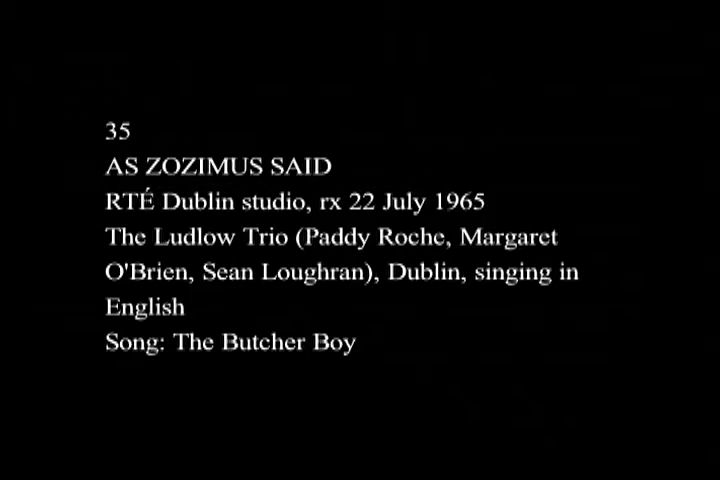 35
AS ZOZIMUS SAID
RTÉ Dublin studio, rx 22 July 1965
The Ludlow Trio (Paddy Roche, Margaret
O'Brien, Sean Loughran), Dublin, singing in
English
Song: The Butcher Boy